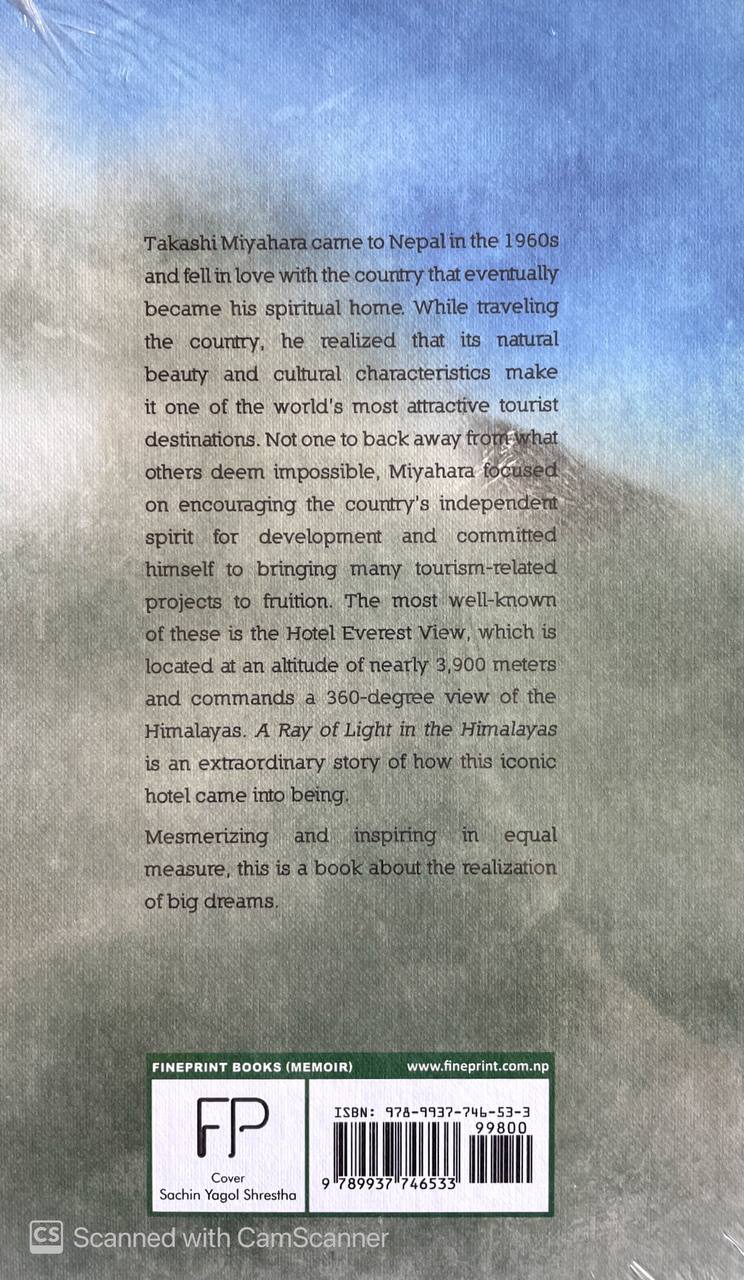 Takashi Miyahara came to Nepal in the 1960s
and fell in love with the country that eventually
became his spiritual home. While traveling
the country, he realized that its natural
beauty and cultural characteristics make
it one of the world's most attractive tourist
destinations. Not one to back away from what
others deem impossible, Miyahara focused
on encouraging the country's independent
spirit for development and committed
himself to bringing many tourism-related
projects to fruition. The most well-known
of these is the Hotel Everest View, which is
located at an altitude of nearly 3,900 meters
and commands a 360-degree view of the
Himalayas. A Ray of Light in the Himalayas
is an extraordinary story of how this iconic
hotel came into being.
Mesmerizing and inspiring in equal
measure, this is a book about the realization
of big dreams.
FINEPRINT BOOKS (MEMOIR) www.fineprint.com.np
FP
Cover
Sachin Yagol Shrestha
ISBN: 978-9937-746-53-3
99800
9 789937 746533
CS Scanned with CamScanner